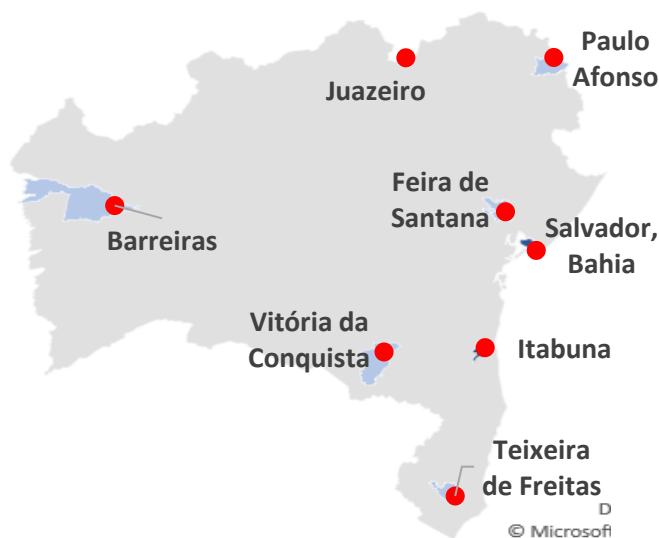 Paulo
Afonso
Juazeiro
Feira de
Santana
Salvador,
Bahia
Barreiras
Vitória da
Conquista
Itabuna
Teixeira
de Freitas
D
© Microsoft